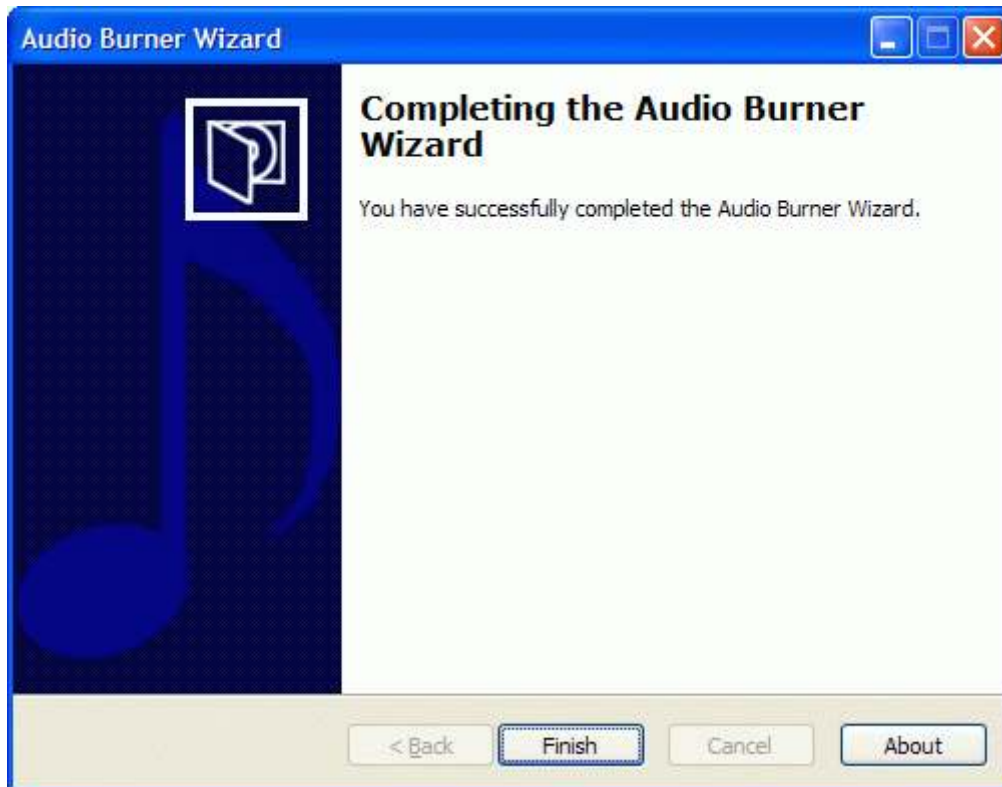 Audio Burner Wizard
Completing the Audio Burner
Wizard
You have successfully completed the Audio Burner Wizard.
< Back
Finish
Cancel
About